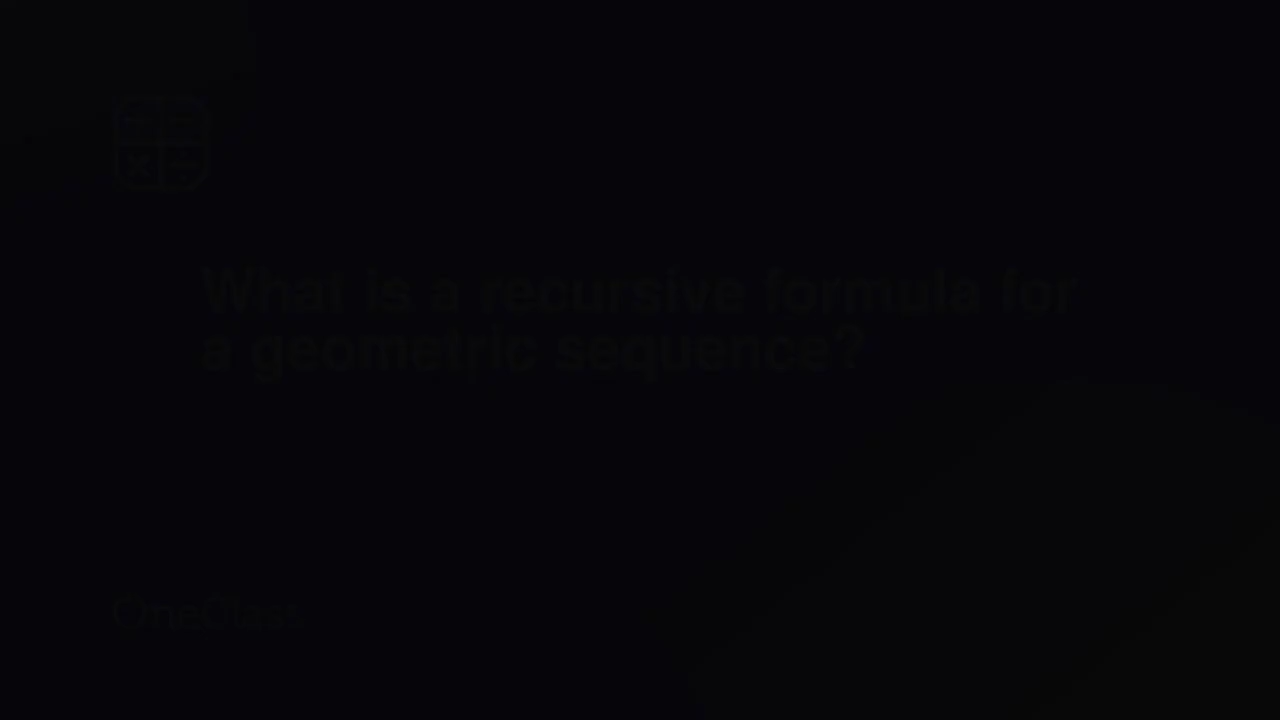 What is a recursive formula for
a geometric sequence?
OneClass